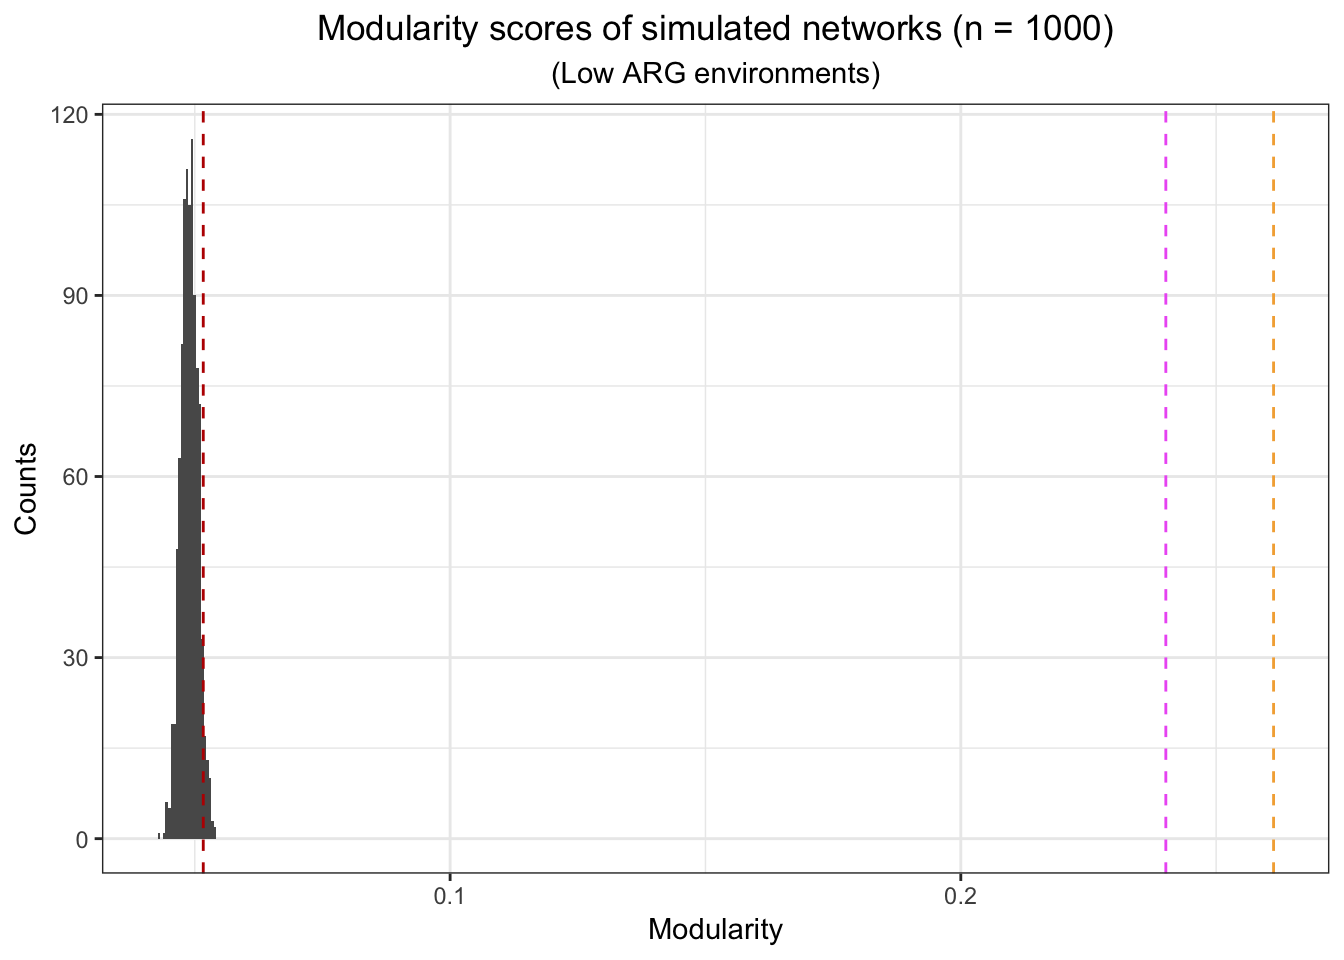 Modularity scores of simulated networks (n = 1000)
(Low ARG environments)
120
90
60
30
0
Counts
0.1
0.2
Modularity